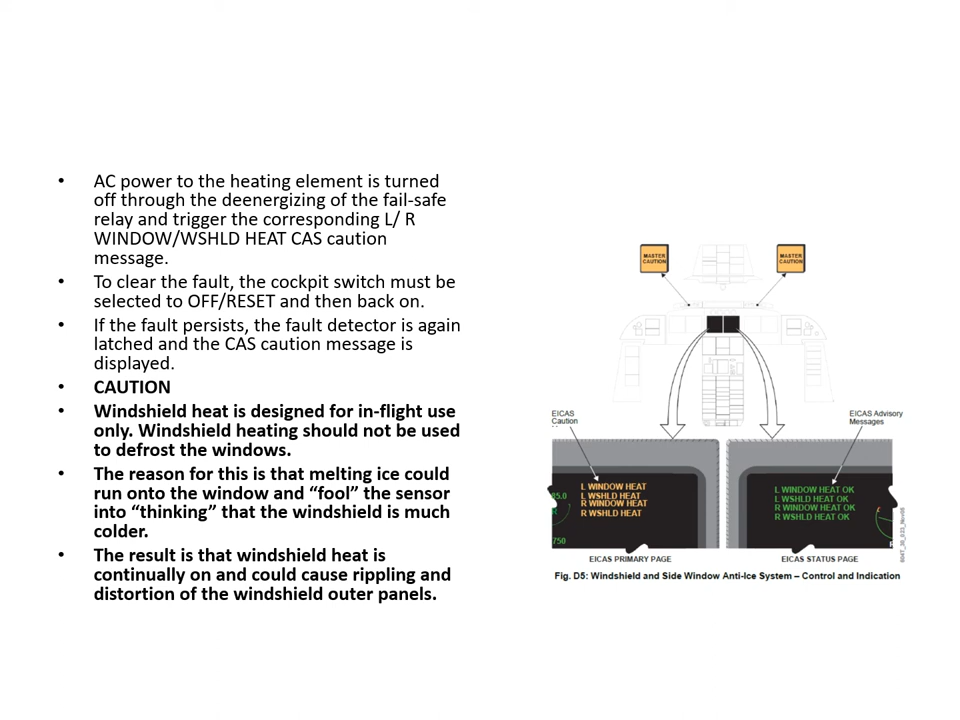 • AC power to the heating element is turned
off through the deenergizing of the fail-safe
relay and trigger the corresponding L/ R
WINDOW/WSHLD HEAT CAS caution
message.
• To clear the fault, the cockpit switch must be
selected to OFF/RESET and then back on.
• If the fault persists, the fault detector is again
latched and the CAS caution message is
displayed.
• CAUTION
• Windshield heat is designed for in-flight use
only. Windshield heating should not be used
to defrost the windows.
• The reason for this is that melting ice could
run onto the window and “fool” the sensor
into “thinking” that the windshield is much
colder.
• The result is that windshield heat is
continually on and could cause rippling and
distortion of the windshield outer panels.
MASTER
CAUTION
MASTER
CAUTION
EICAS
Caution
EICAS Advisory
Messages
L WINDOW HEAT
L WSHLD HEAT
R WINDOW HEAT
R WSHLD HEAT
L WINDOW HEAT OK
L WSHLD HEAT OK
R WINDOW HEAT OK
R WSHLD HEAT OK
EICAS PRIMARY PAGE
EICAS STATUS PAGE
Fig. D5: Windshield and Side Window Anti-Ice System – Control and Indication